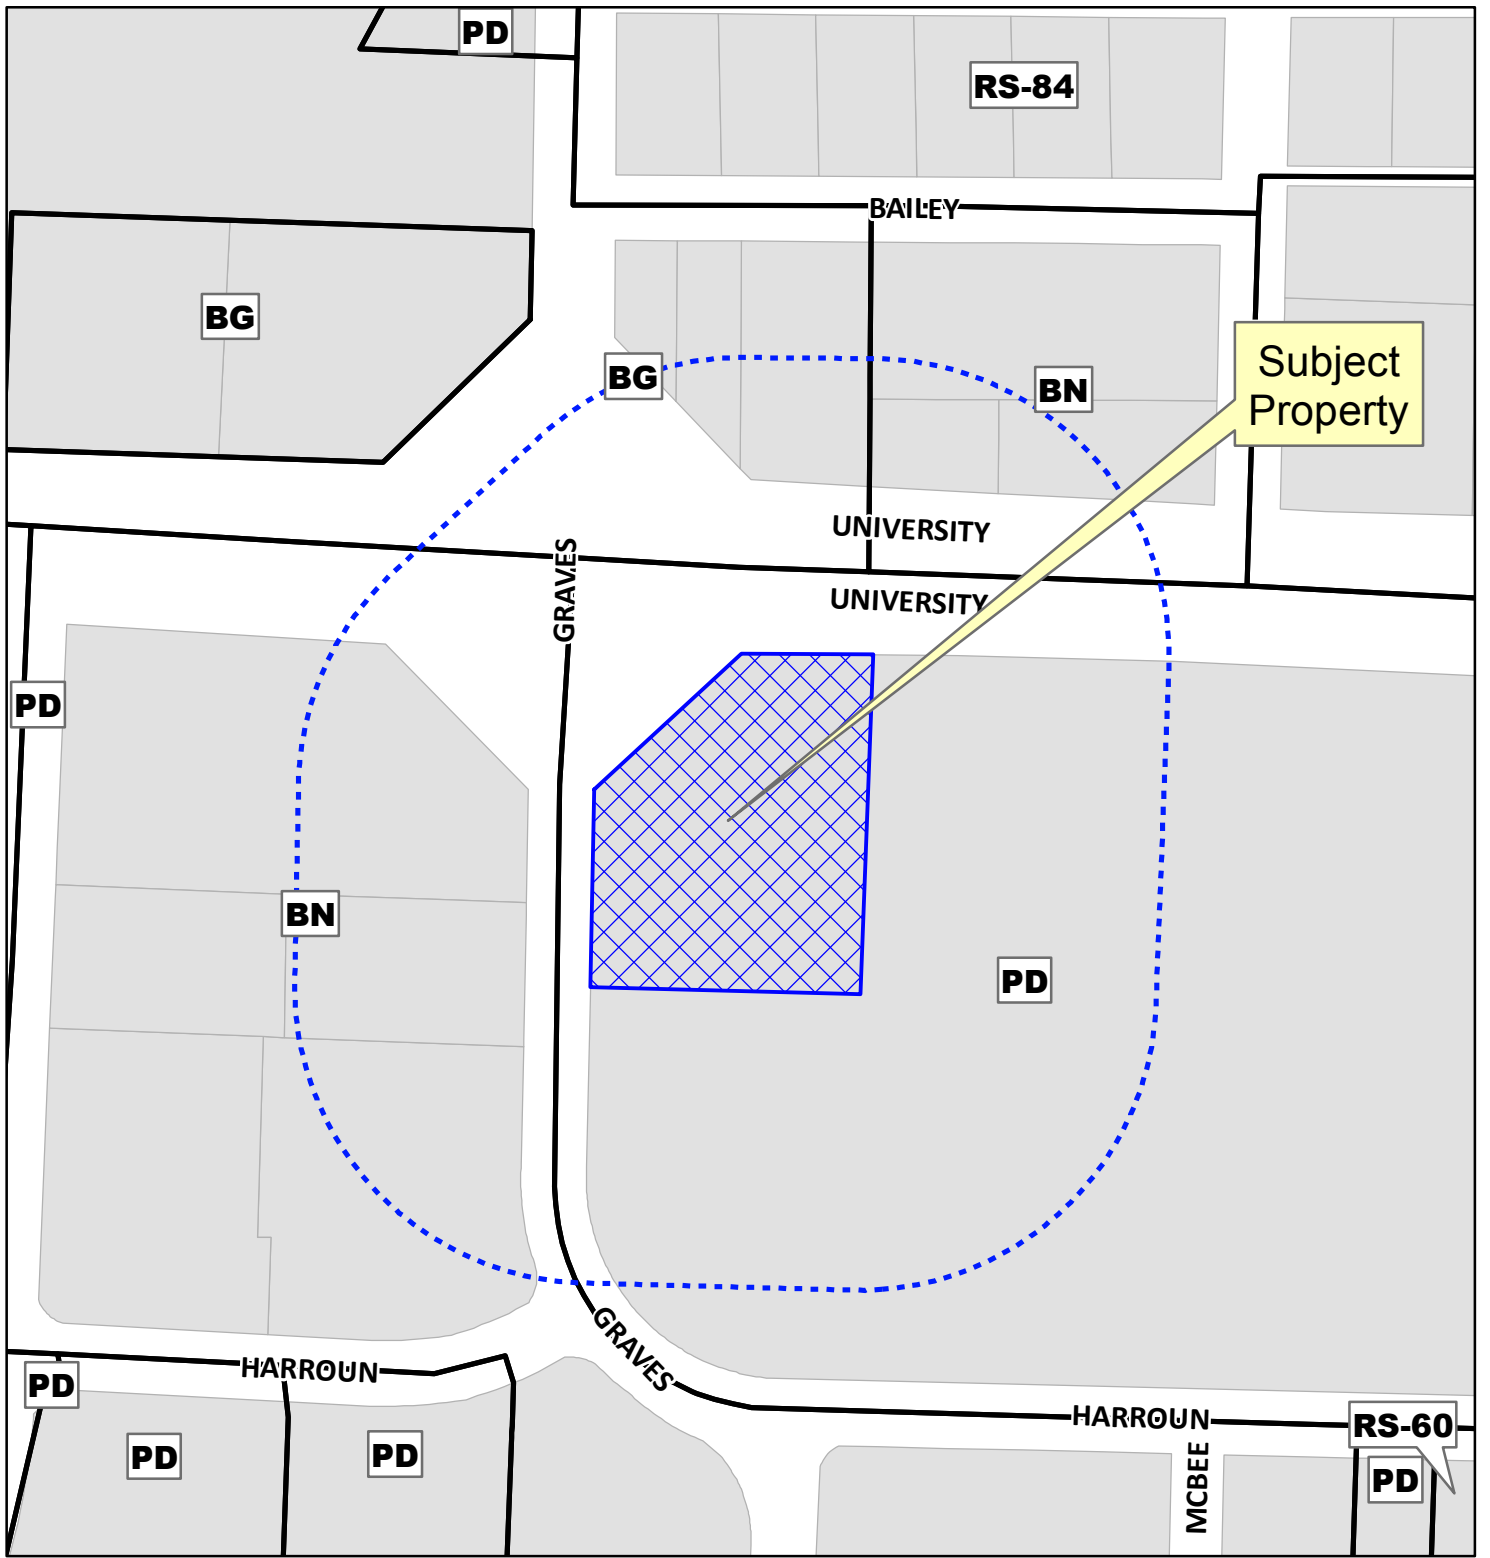 PD
RS-84
BAILEY
BG
BG
BN
Subject
Property
UNIVERSITY
GRAVES
UNIVERSITY
PD
BN
PD
GRAVES
HARROUN
PD
HARROUN
RS-60
PD
PD
PD
MCBEE